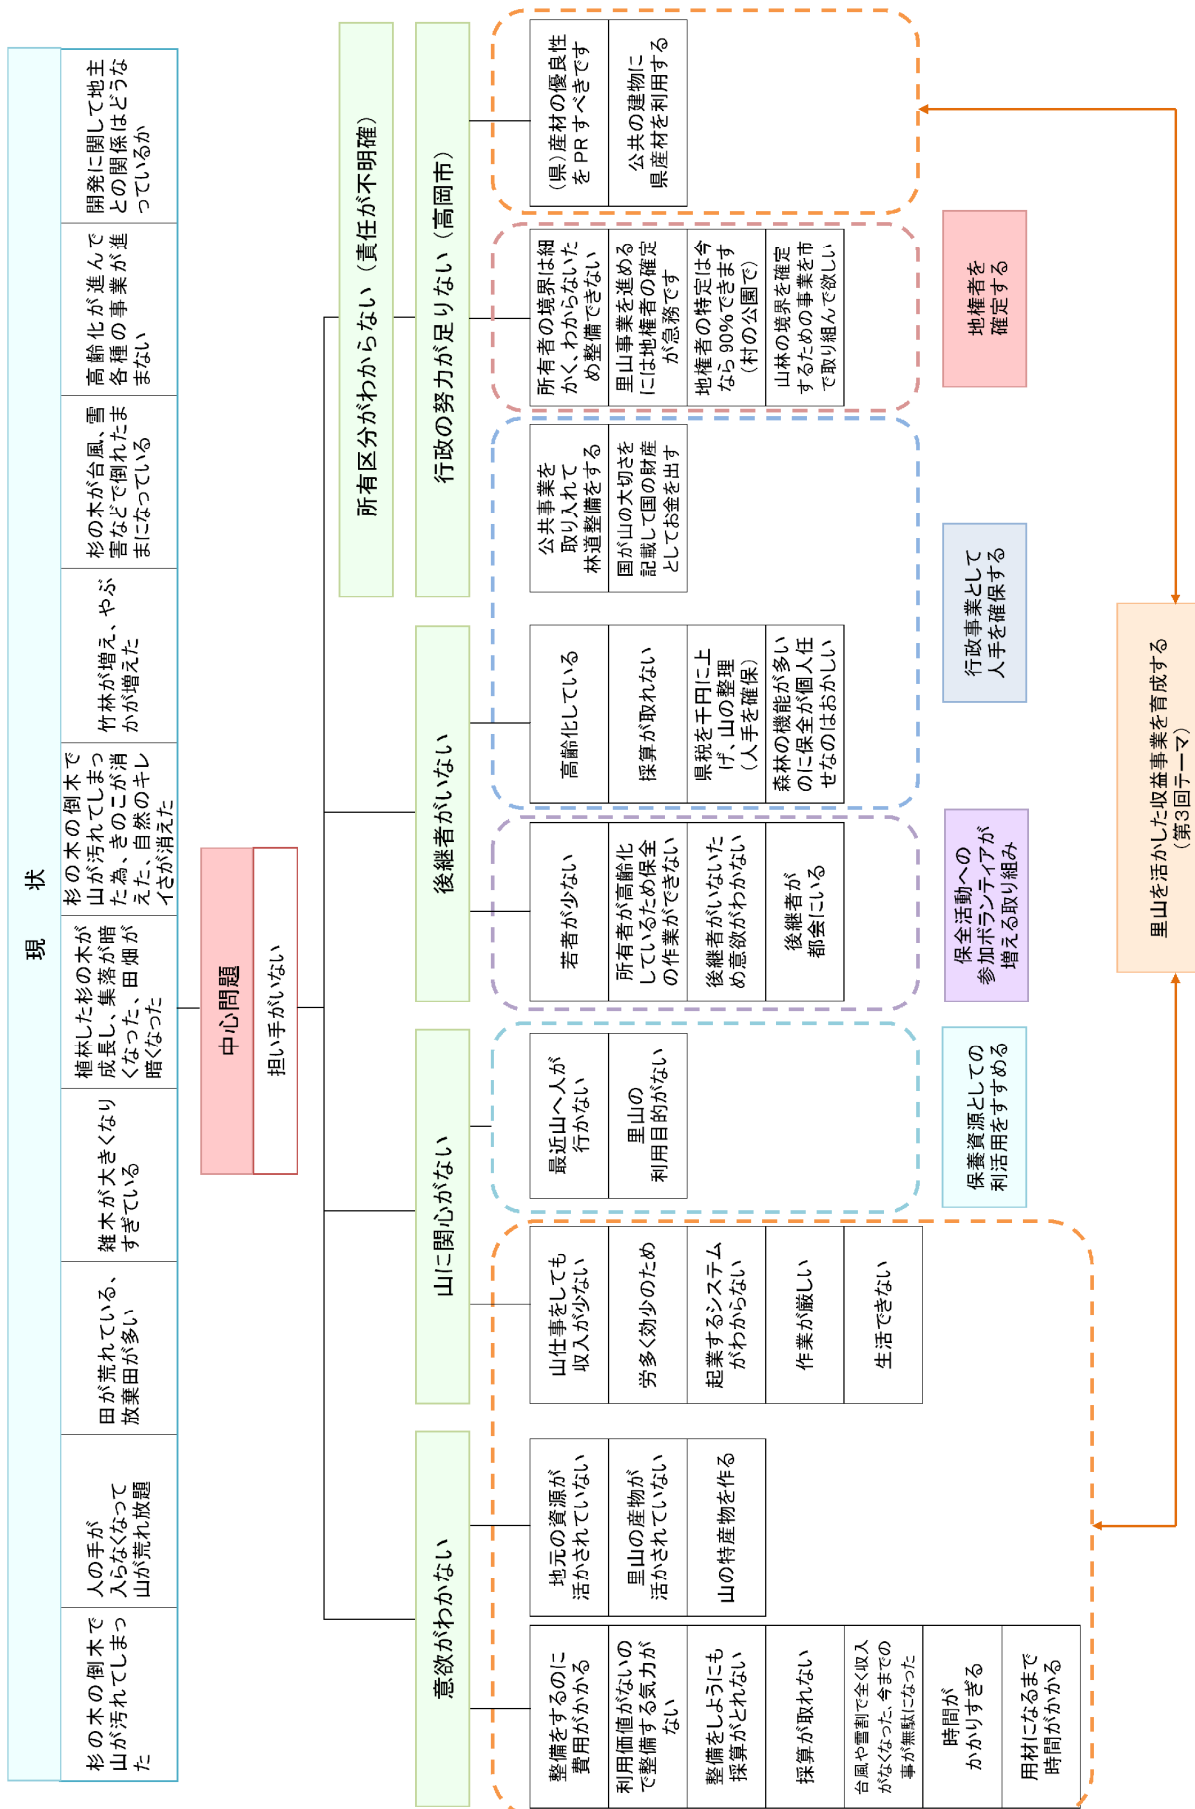 現　状
杉の木の倒木で
山が汚れてしまっ
た
人の手が
入らなくなって
山が荒れ放題
田が荒れている、
放棄田が多い
雑木が大きくなり
すぎている
植林した杉の木が
成長し、集落が暗
くなった、田畑が
暗くなった
杉の木の倒木で
山が汚れてしまっ
た為、きのこが消
えた、自然のキレ
イさが消えた
竹林が増え、やぶ
かが増えた
杉の木が台風、雪
害などで倒れたま
まになっている
高齢化が進んで
各種の事業が進
まない
開発に関して地主
との関係はどうな
っているか
中心問題
担い手がいない
意欲がわかない
山に関心がない
後継者がいない
所有区分がわからない（責任が不明確）
行政の努力が足りない（高岡市）
整備をするのに
費用がかかる
利用価値がないの
で整備する気力が
ない
整備をしようにも
採算がとれない
採算が取れない
台風や雪割で全く収入
がなくなった、今までの
事が無駄になった
時間が
かかりすぎる
用材になるまで
時間がかかる
地元の資源が
活かされていない
里山の産物が
活かされていない
山の特産物を作る
山仕事をしても
収入が少ない
労多く効少のため
起業するシステム
がわからない
作業が厳しい
生活できない
最近山へ人が
行かない
里山の
利用目的がない
若者が少ない
所有者が高齢化
しているため保全
の作業ができない
後継者がいないた
め意欲がわかない
後継者が
都会にいる
高齢化している
採算が取れない
県税を千円に上
げ、山の整理
（人手を確保）
森林の機能が多い
のに保全が個人任
せなのはおかしい
公共事業を
取り入れて
林道整備をする
国が山の大切さを
記載して国の財産
としてお金を出す
所有者の境界は細
かく、わからないた
め整備できない
里山事業を進める
には地権者の確定
が急務です
地権者の特定は今
なら90％できます
（村の公園で）
山林の境界を確定
するための事業を市
で取り組んで欲しい
（県）産材の優良性
をPRすべきです
公共の建物に
県産材を利用する
保養資源としての
利活用をすすめる
保全活動への
参加ボランティアが
増える取り組み
行政事業として
人手を確保する
地権者を
確定する
里山を活かした収益事業を育成する
（第3回テーマ）